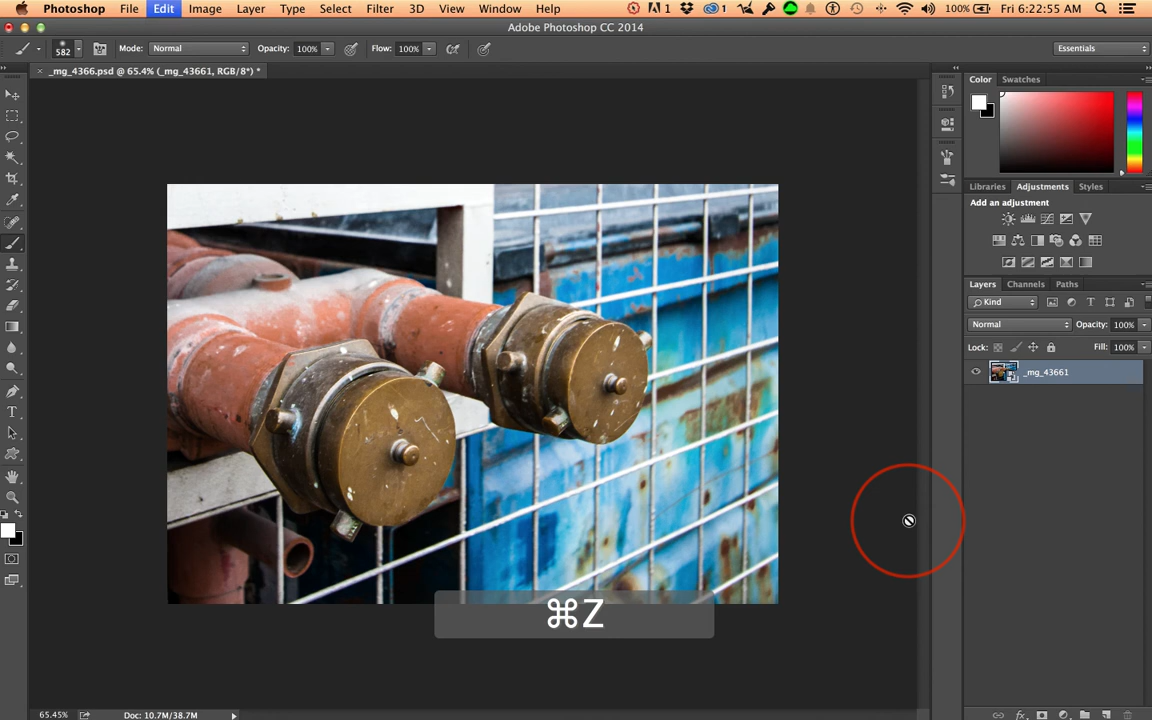 Photoshop File Edit Image Layer Type Select Filter 3D View Window Help 1 1 100% Fri 6:22:55 AM
Adobe Photoshop CC 2014
582 Mode: Normal Opacity: 100% Flow: 100% Essentials
× _mg_4366.psd @ 65.4% (_mg_43661, RGB/8*) *
Color Swatches
Libraries Adjustments Styles
Add an adjustment
Layers Channels Paths
Kind
Normal Opacity: 100%
Lock: Fill: 100%
_mg_43661
T
⌘Z
65.45% Doc: 10.7M/38.7M
fx